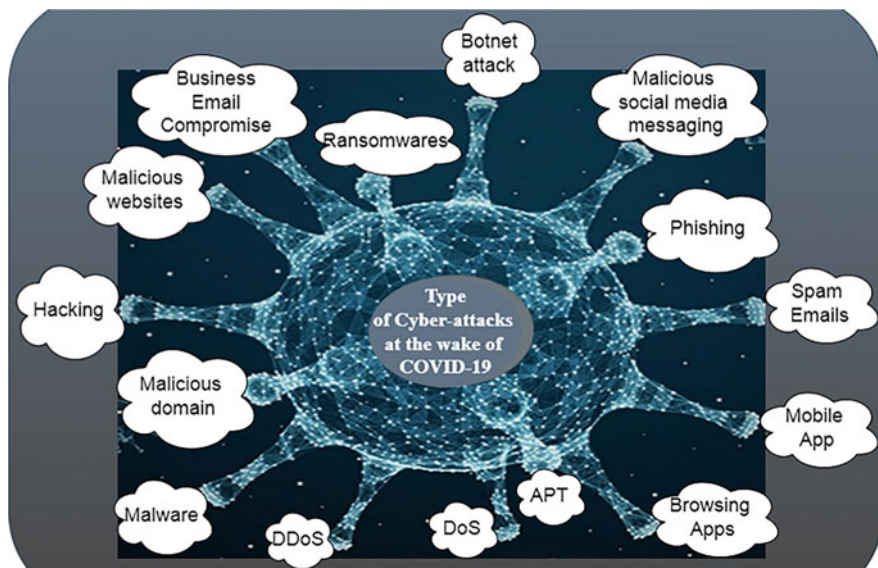 Botnet
attack
Business
Email
Compromise
Malicious
social media
messaging
Ransomwares
Malicious
websites
Phishing
Hacking
Type
of Cyber-attacks
at the wake of
COVID-19
Spam
Emails
Malicious
domain
Mobile
App
Malware
DDoS
DoS
APT
Browsing
Apps